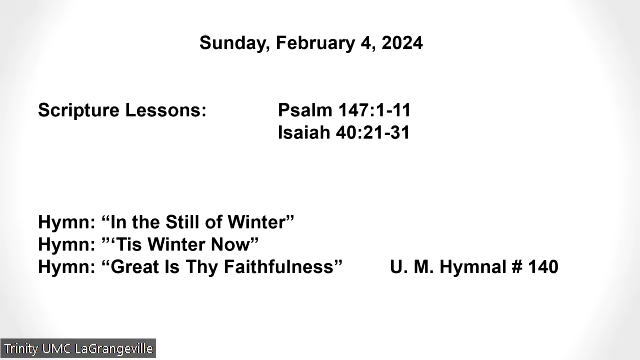 Sunday, February 4, 2024
Scripture Lessons: Psalm 147:1-11
Isaiah 40:21-31
Hymn: “In the Still of Winter”
Hymn: ”‘Tis Winter Now”
Hymn: “Great Is Thy Faithfulness” U. M. Hymnal # 140
Trinity UMC LaGrangeville